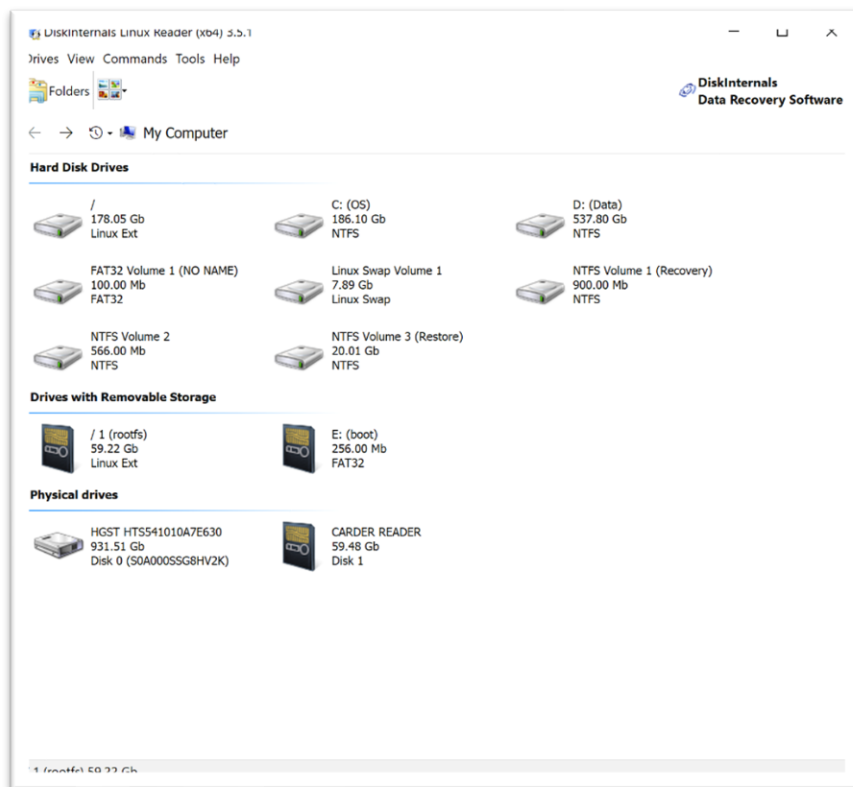 DiskInternals Linux Reader (x64) 3.5.1
Drives View Commands Tools Help
Folders
DiskInternals
Data Recovery Software
My Computer
Hard Disk Drives
/
178.05 Gb
Linux Ext
C: (OS)
186.10 Gb
NTFS
D: (Data)
537.80 Gb
NTFS
FAT32 Volume 1 (NO NAME)
100.00 Mb
FAT32
Linux Swap Volume 1
7.89 Gb
Linux Swap
NTFS Volume 1 (Recovery)
900.00 Mb
NTFS
NTFS Volume 2
566.00 Mb
NTFS
NTFS Volume 3 (Restore)
20.01 Gb
NTFS
Drives with Removable Storage
/ 1 (rootfs)
59.22 Gb
Linux Ext
E: (boot)
256.00 Mb
FAT32
Physical drives
HGST HTS541010A7E630
931.51 Gb
Disk 0 (S0A000SSG8HV2K)
CARDER READER
59.48 Gb
Disk 1
1 (rootfs) 59.22 Gb